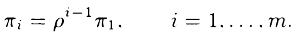 π_i = ρ^{i−1}π_1. i = 1.....m.